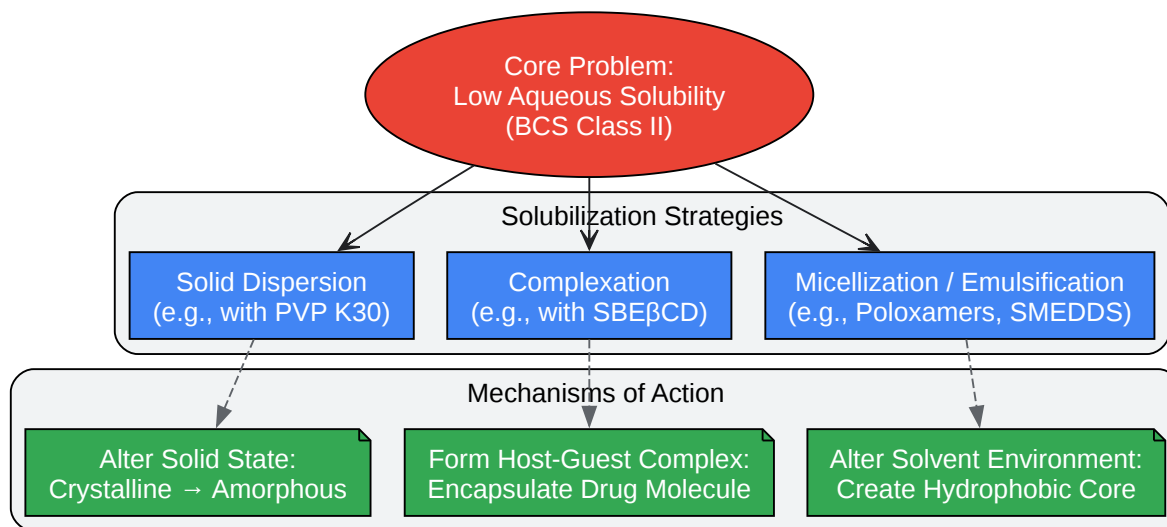 Core Problem:
Low Aqueous Solubility
(BCS Class II)
Solubilization Strategies
Solid Dispersion
(e.g., with PVP K30)
Complexation
(e.g., with SBEβCD)
Micellization / Emulsification
(e.g., Poloxamers, SMEDDS)
Mechanisms of Action
Alter Solid State:
Crystalline → Amorphous
Form Host-Guest Complex:
Encapsulate Drug Molecule
Alter Solvent Environment:
Create Hydrophobic Core